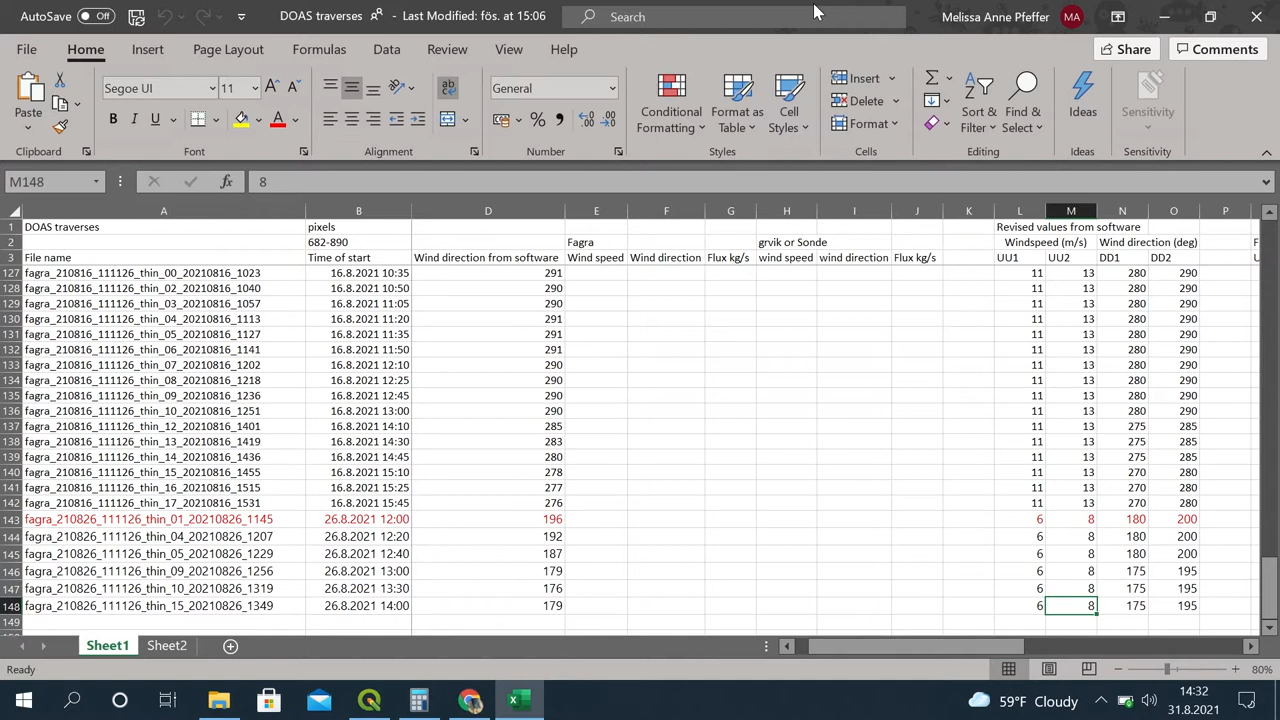 AutoSave Off DOAS traverses Last Modified: fös. at 15:06 Search Melissa Anne Pfeffer MA
File Home Insert Page Layout Formulas Data Review View Help Share Comments
Paste Segoe UI 11 General Conditional Formatting Format as Table Cell Styles Insert Delete Format Sort & Filter Find & Select Ideas Sensitivity
Clipboard Font Alignment Number Styles Cells Editing Ideas Sensitivity
M148 fx 8
A B D E F G H I J K L M N O P
1 DOAS traverses pixels Revised values from software
2 682-890 Fagra grvik or Sonde Windspeed (m/s) Wind direction (deg) F
3 File name Time of start Wind direction from software Wind speed Wind direction Flux kg/s wind speed wind direction Flux kg/s UU1 UU2 DD1 DD2 U
127 fagra_210816_111126_thin_00_20210816_1023 16.8.2021 10:35 291 11 13 280 290
128 fagra_210816_111126_thin_02_20210816_1040 16.8.2021 10:50 290 11 13 280 290
129 fagra_210816_111126_thin_03_20210816_1057 16.8.2021 11:05 290 11 13 280 290
130 fagra_210816_111126_thin_04_20210816_1113 16.8.2021 11:20 291 11 13 280 290
131 fagra_210816_111126_thin_05_20210816_1127 16.8.2021 11:35 291 11 13 280 290
132 fagra_210816_111126_thin_06_20210816_1141 16.8.2021 11:50 291 11 13 280 290
133 fagra_210816_111126_thin_07_20210816_1202 16.8.2021 12:10 290 11 13 280 290
134 fagra_210816_111126_thin_08_20210816_1218 16.8.2021 12:25 290 11 13 280 290
135 fagra_210816_111126_thin_09_20210816_1236 16.8.2021 12:45 290 11 13 280 290
136 fagra_210816_111126_thin_10_20210816_1251 16.8.2021 13:00 290 11 13 280 290
137 fagra_210816_111126_thin_12_20210816_1401 16.8.2021 14:10 285 11 13 275 285
138 fagra_210816_111126_thin_13_20210816_1419 16.8.2021 14:30 283 11 13 275 285
139 fagra_210816_111126_thin_14_20210816_1436 16.8.2021 14:45 280 11 13 275 285
140 fagra_210816_111126_thin_15_20210816_1455 16.8.2021 15:10 278 11 13 270 280
141 fagra_210816_111126_thin_16_20210816_1515 16.8.2021 15:25 277 11 13 270 280
142 fagra_210816_111126_thin_17_20210816_1531 16.8.2021 15:45 276 11 13 270 280
143 fagra_210826_111126_thin_01_20210826_1145 26.8.2021 12:00 196 6 8 180 200
144 fagra_210826_111126_thin_04_20210826_1207 26.8.2021 12:20 192 6 8 180 200
145 fagra_210826_111126_thin_05_20210826_1229 26.8.2021 12:40 187 6 8 180 200
146 fagra_210826_111126_thin_09_20210826_1256 26.8.2021 13:00 179 6 8 175 195
147 fagra_210826_111126_thin_10_20210826_1319 26.8.2021 13:30 176 6 8 175 195
148 fagra_210826_111126_thin_15_20210826_1349 26.8.2021 14:00 179 6 8 175 195
149
Sheet1 Sheet2
Ready 80%
59°F Cloudy 14:32
31.8.2021